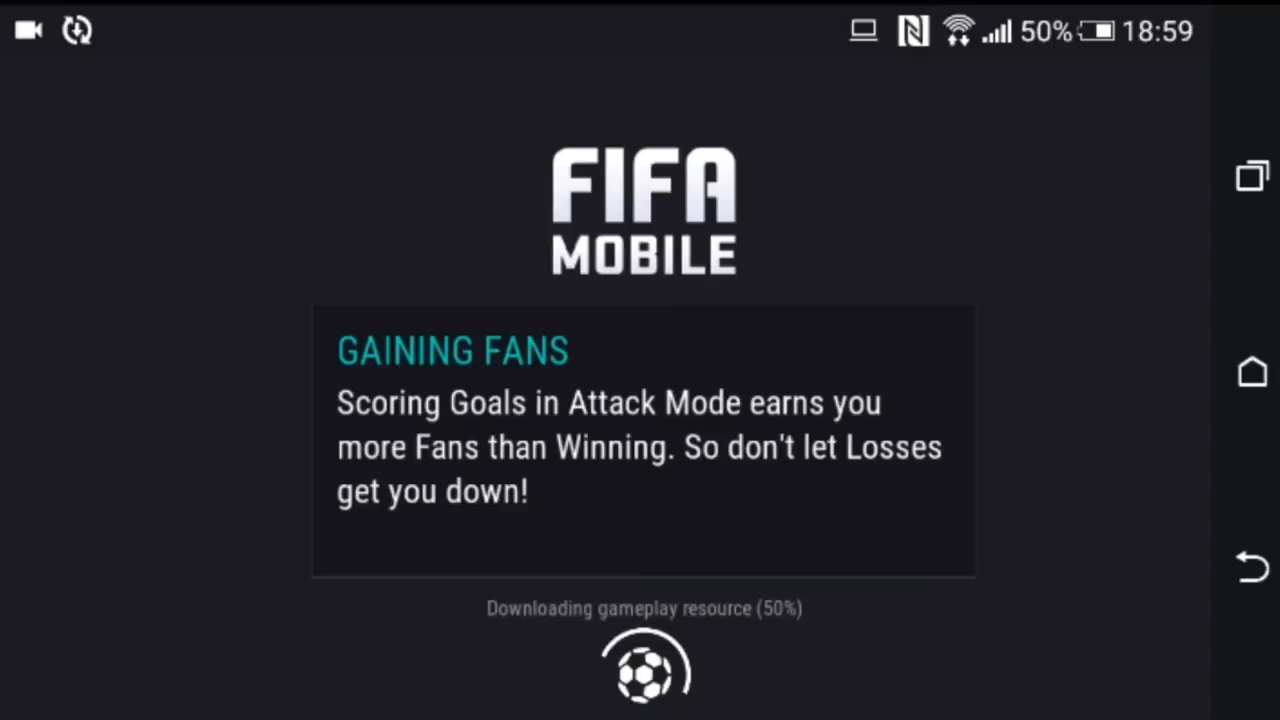 50% 18:59
FIFA
MOBILE
GAINING FANS
Scoring Goals in Attack Mode earns you
more Fans than Winning. So don't let Losses
get you down!
Downloading gameplay resource (50%)